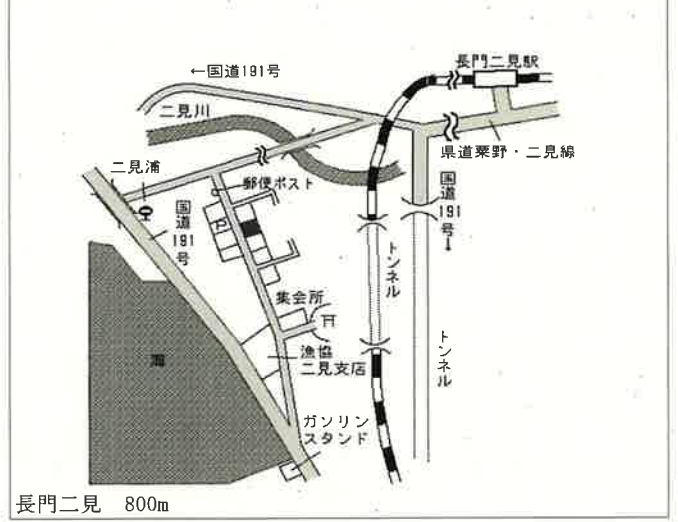 長門二見駅
←国道191号
二見川
県道粟野・二見線
二見浦
郵便ポスト
国道191号
国道191号→
P
トンネル
集会所
漁協
二見支店
海
トンネル
ガソリン
スタンド
長門二見　800m